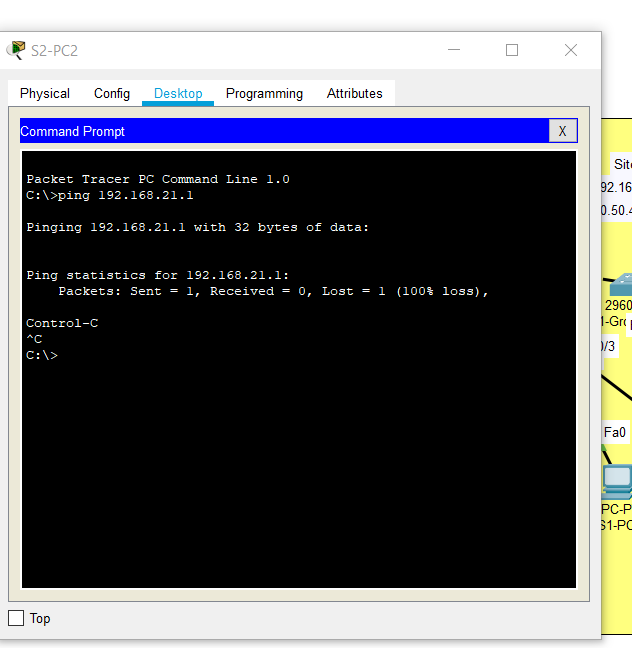 S2-PC2
Physical Config Desktop Programming Attributes
Command Prompt
X
Packet Tracer PC Command Line 1.0
C:\>ping 192.168.21.1
Pinging 192.168.21.1 with 32 bytes of data:
Ping statistics for 192.168.21.1:
Packets: Sent = 1, Received = 0, Lost = 1 (100% loss),
Control-C
^C
C:\>
Top
Site
92.16
0.50.4
2960
1-Gro
0/3
Fa0
PC-P
S1-PC